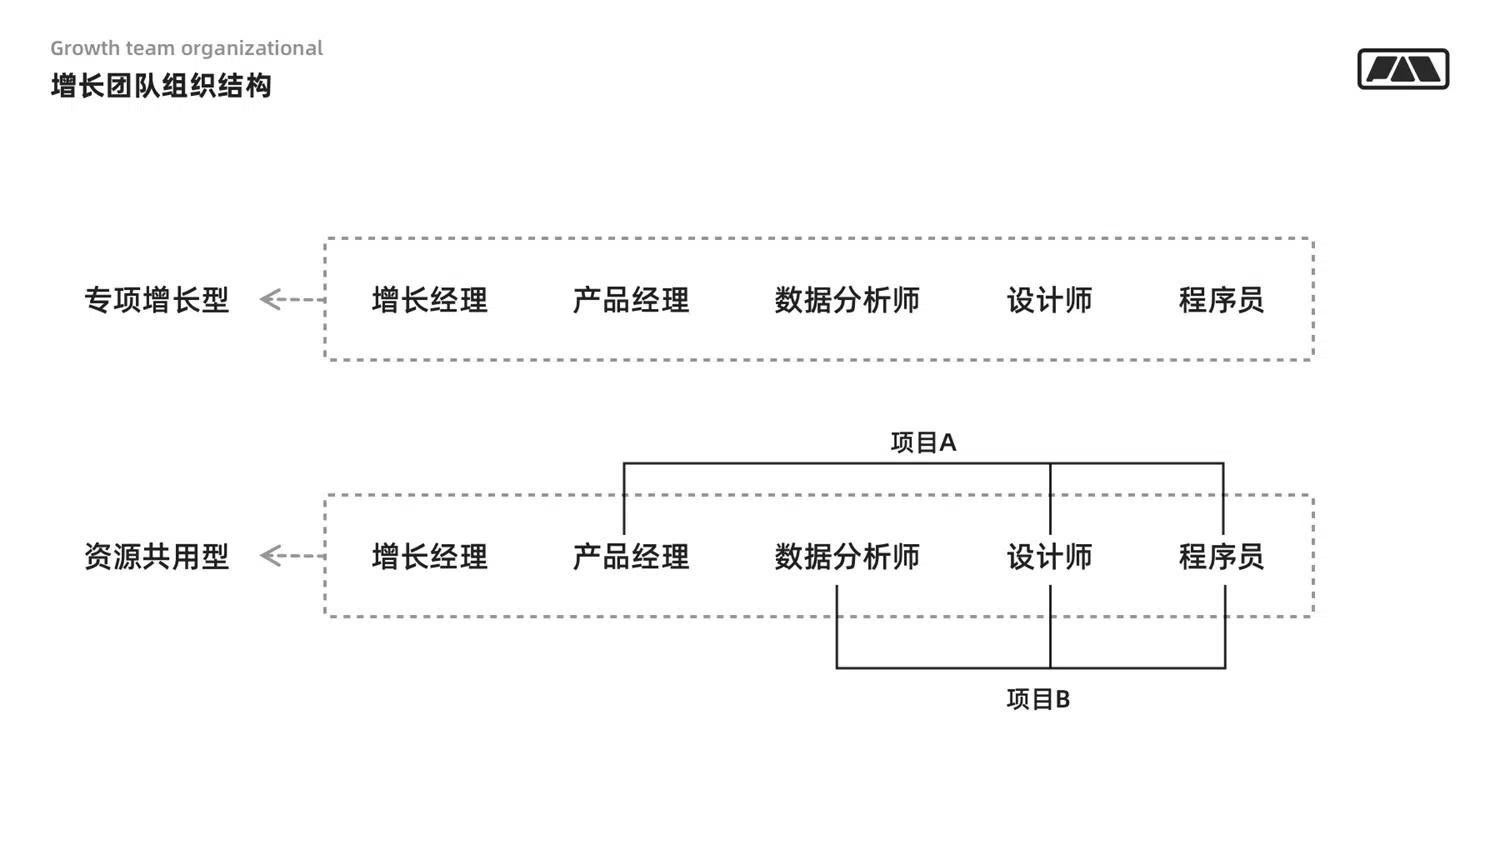 Growth team organizational
增长团队组织结构
专项增长型 增长经理 产品经理 数据分析师 设计师 程序员
项目A
资源共用型 增长经理 产品经理 数据分析师 设计师 程序员
项目B